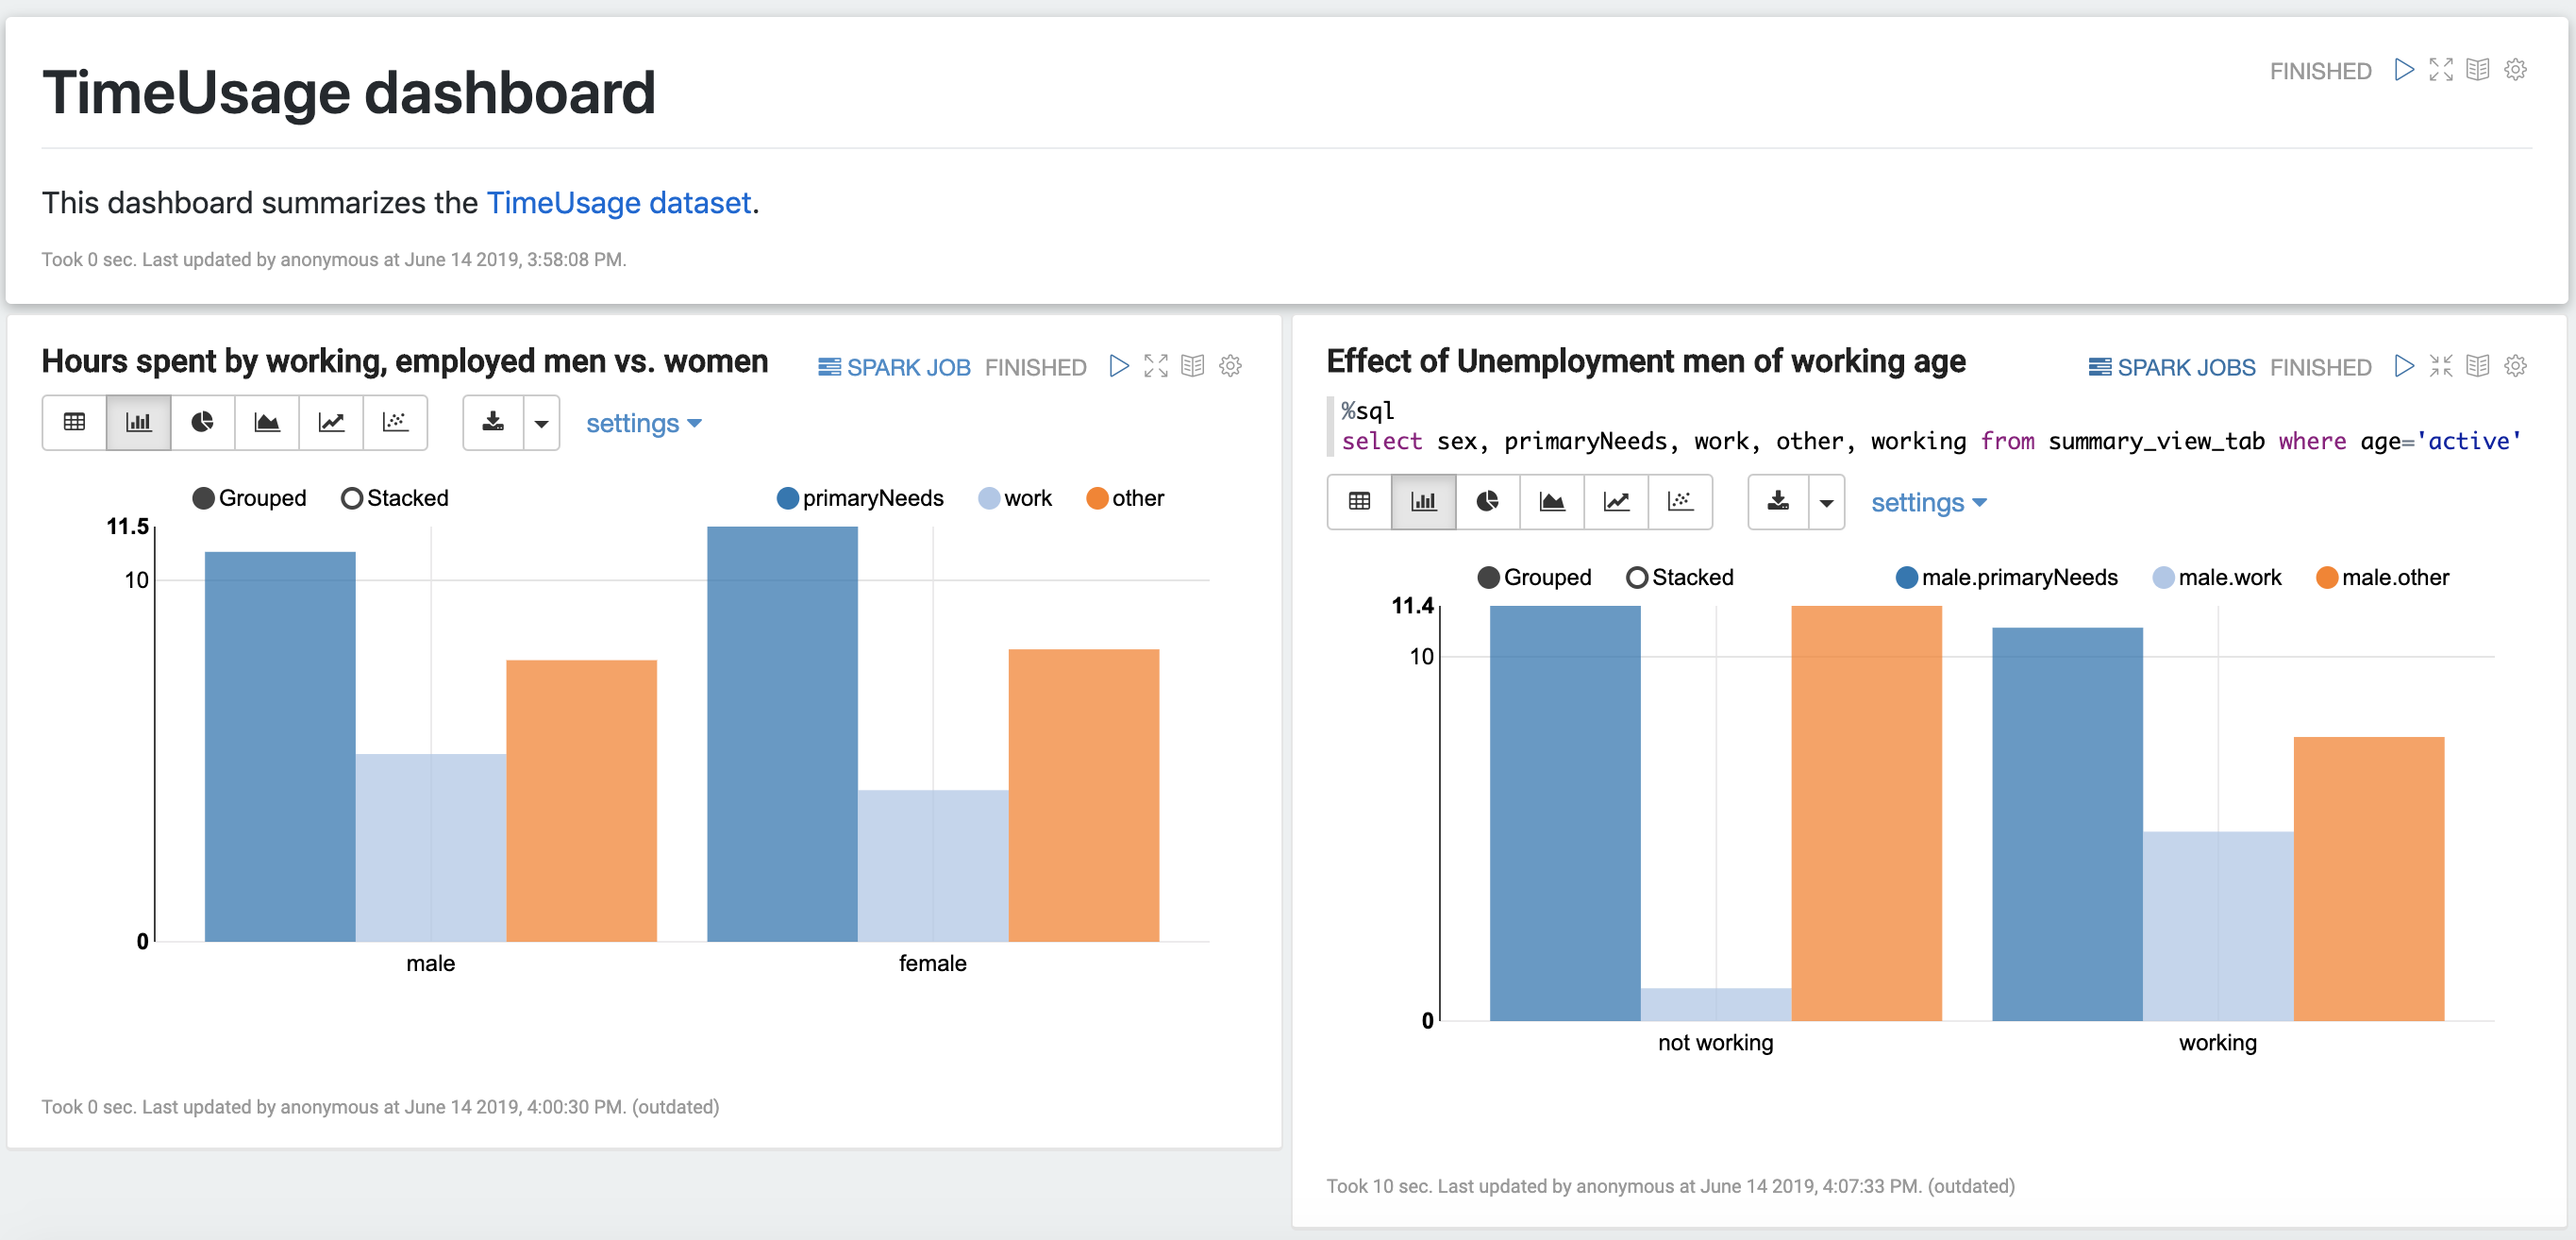 TimeUsage dashboard
FINISHED
This dashboard summarizes the TimeUsage dataset.
Took 0 sec. Last updated by anonymous at June 14 2019, 3:58:08 PM.
Hours spent by working, employed men vs. women
SPARK JOB FINISHED
settings
Grouped Stacked primaryNeeds work other
11.5
10
0
male female
Took 0 sec. Last updated by anonymous at June 14 2019, 4:00:30 PM. (outdated)
Effect of Unemployment men of working age
SPARK JOBS FINISHED
%sql
select sex, primaryNeeds, work, other, working from summary_view_tab where age='active'
settings
Grouped Stacked male.primaryNeeds male.work male.other
11.4
10
0
not working working
Took 10 sec. Last updated by anonymous at June 14 2019, 4:07:33 PM. (outdated)